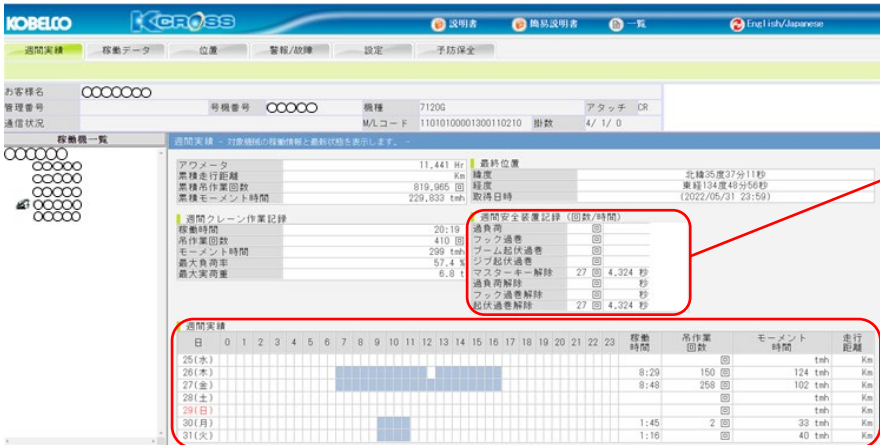 KOBELCO KCROSS 説明書 簡易説明書 一覧 English/Japanese
週間実績 稼働データ 位置 警報/故障 設定 予防保全
お客様名 OOOOOOO
管理番号 号機番号 OOOOO 機種 7120G アタッチ CR
通信状況 M/Lコード 11010100001300110210 掛数 4/ 1/ 0
稼働機一覧
OOOOOO
OOOOO
OOOOO
OOOOO
OOOOO
OOOOO
週間実績 - 対象機械の稼働情報と最新状態を表示します。 -
アワメータ 11,441 Hr
累積走行距離 Km
累積吊作業回数 819,965 回
累積モーメント時間 229,833 tmh
最終位置
緯度 北緯35度37分11秒
経度 東経134度48分56秒
取得日時 (2022/05/31 23:59)
週間クレーン作業記録
稼働時間 20:19
吊作業回数 410 回
モーメント時間 299 tmh
最大負荷率 57.4 %
最大実荷重 6.8 t
週間安全装置記録 (回数/時間)
過負荷 回
フック過巻 回
ブーム起伏過巻 回
ジブ起伏過巻 回
マスターキー解除 27 回 4,324 秒
過負荷解除 回 秒
フック過巻解除 回 秒
起伏過巻解除 27 回 4,324 秒
週間実績
日 0 1 2 3 4 5 6 7 8 9 10 11 12 13 14 15 16 17 18 19 20 21 22 23 稼働時間 吊作業回数 モーメント時間 走行距離
25(水) 回 tmh Km
26(木) 8:29 150 回 124 tmh Km
27(金) 8:48 258 回 102 tmh Km
28(土) 回 tmh Km
29(日) 回 tmh Km
30(月) 1:45 2 回 33 tmh Km
31(火) 1:16 回 40 tmh Km